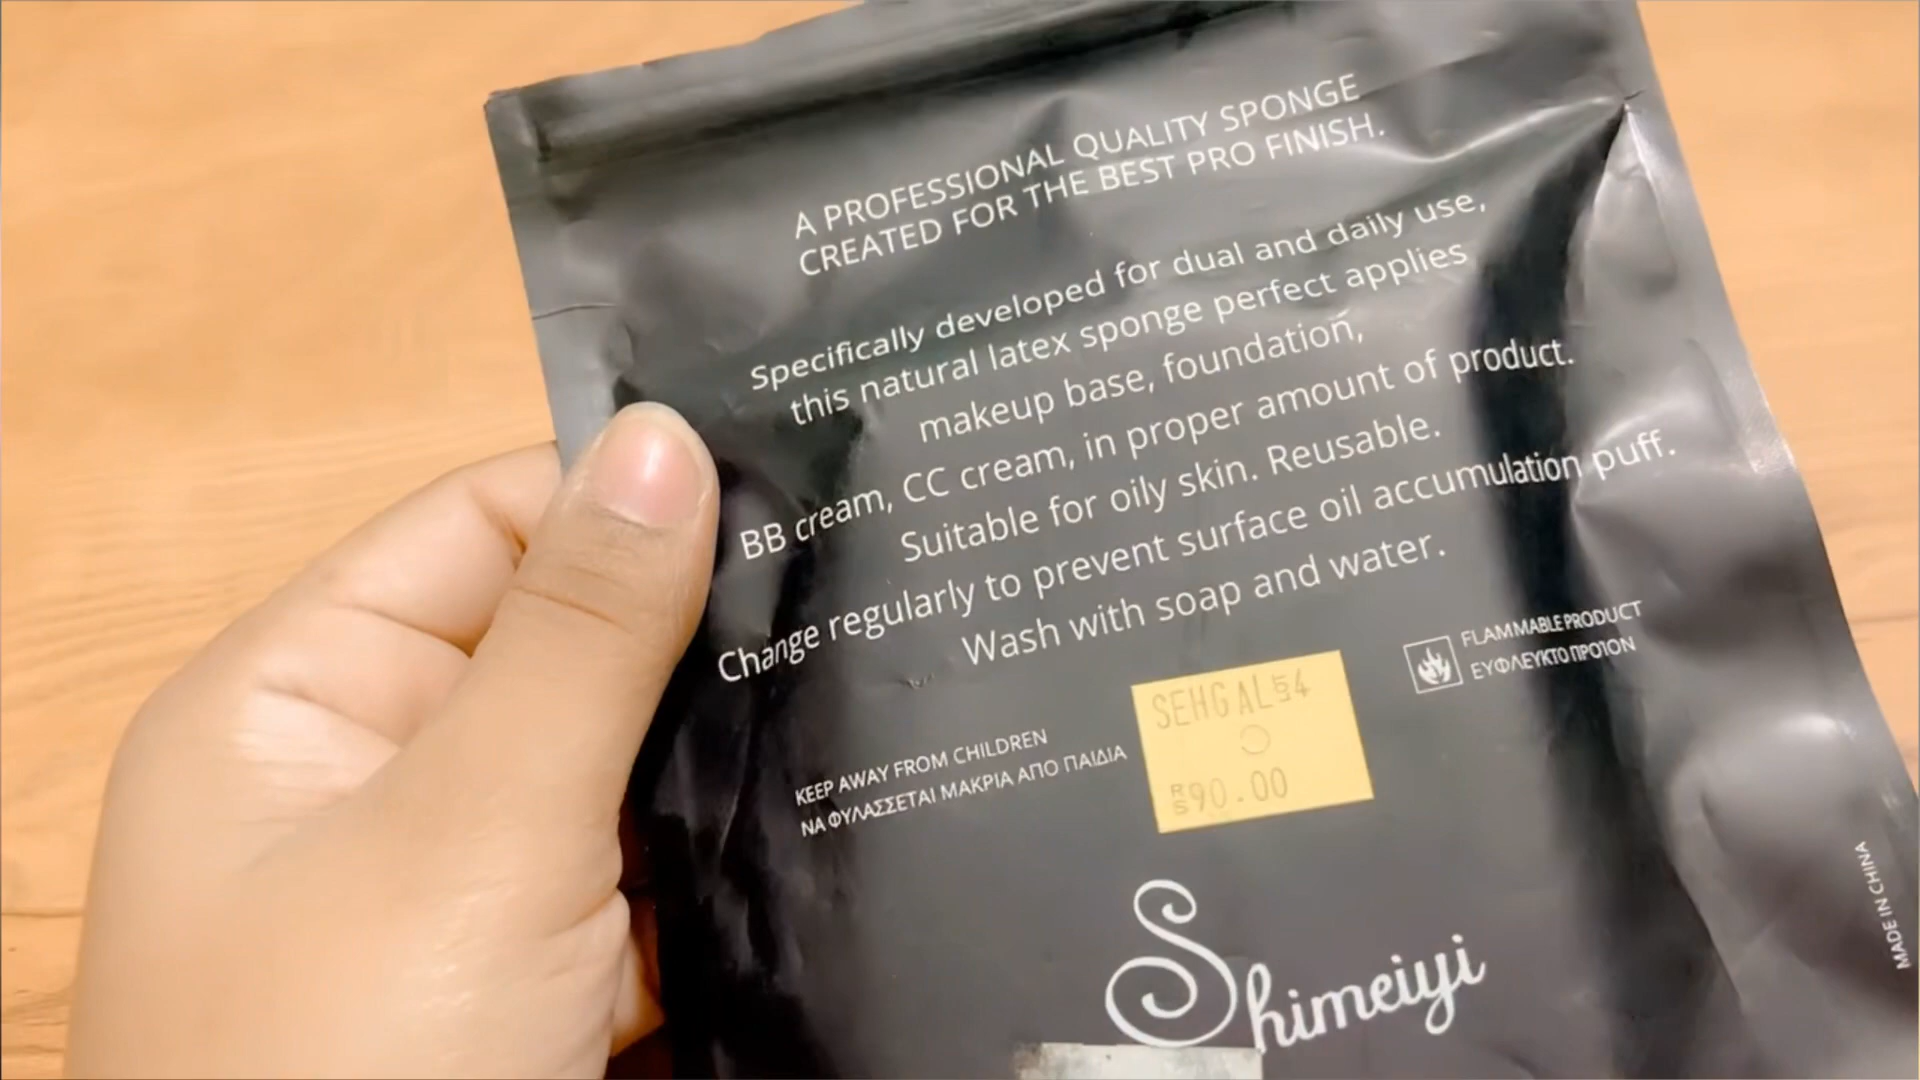 A PROFESSIONAL QUALITY SPONGE
CREATED FOR THE BEST PRO FINISH.
Specifically developed for dual and daily use,
this natural latex sponge perfect applies
makeup base, foundation,
BB cream, CC cream, in proper amount of product.
Suitable for oily skin. Reusable.
Change regularly to prevent surface oil accumulation puff.
Wash with soap and water.
FLAMMABLE PRODUCT
ΕΥΦΛΕΥΚΤΟ ΠΡΟΪΟΝ
SEHGAL 54
RS 90.00
KEEP AWAY FROM CHILDREN
ΝΑ ΦΥΛΑΣΣΕΤΑΙ ΜΑΚΡΙΑ ΑΠΟ ΠΑΙΔΙΑ
Shimeiyi
MADE IN CHINA